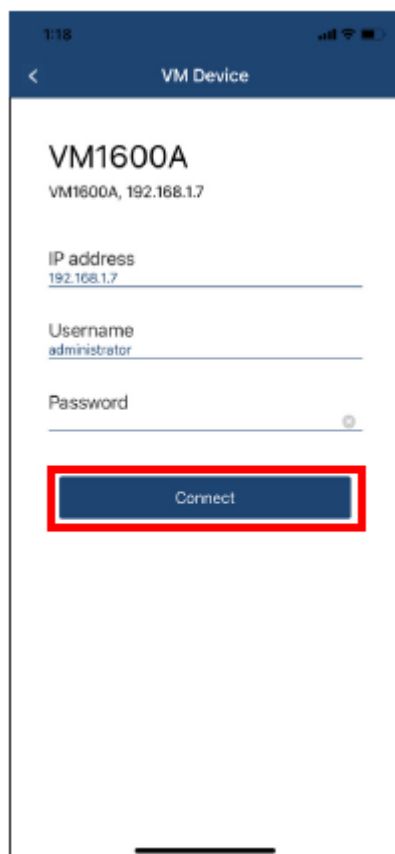 1:18
VM Device
VM1600A
VM1600A, 192.168.1.7
IP address
192.168.1.7
Username
administrator
Password
Connect